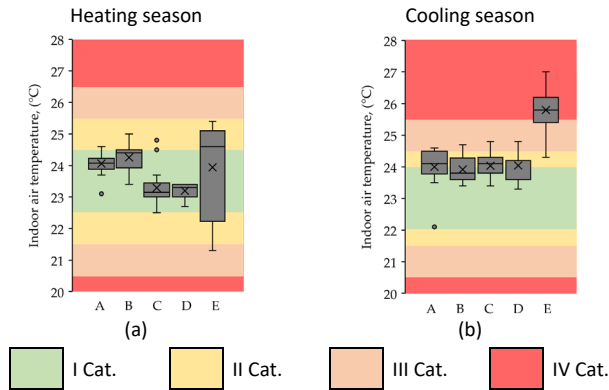 Heating season
Cooling season
Indoor air temperature, (°C)
28
27
26
25
24
23
22
21
20
A B C D E
(a)
Indoor air temperature, (°C)
28
27
26
25
24
23
22
21
20
A B C D E
(b)
I Cat.
II Cat.
III Cat.
IV Cat.